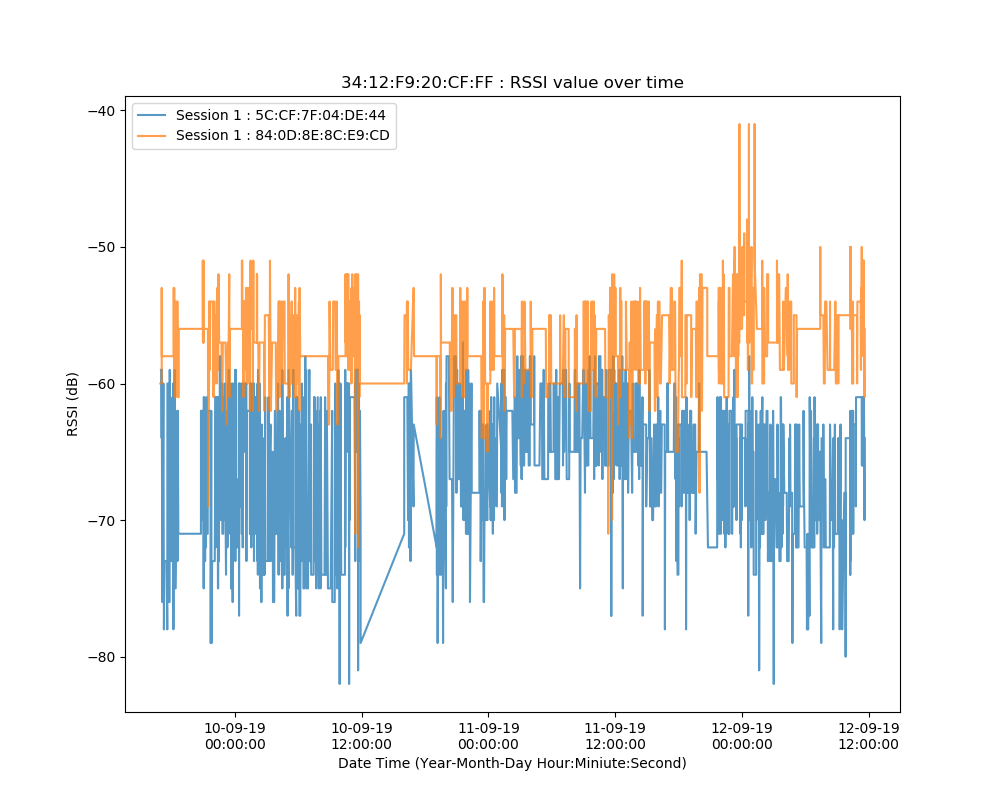 34:12:F9:20:CF:FF : RSSI value over time
Session 1 : 5C:CF:7F:04:DE:44
Session 1 : 84:0D:8E:8C:E9:CD
RSSI (dB)
−40
−50
−60
−70
−80
10-09-19 10-09-19 11-09-19 11-09-19 12-09-19 12-09-19
00:00:00 12:00:00 00:00:00 12:00:00 00:00:00 12:00:00
Date Time (Year-Month-Day Hour:Miniute:Second)